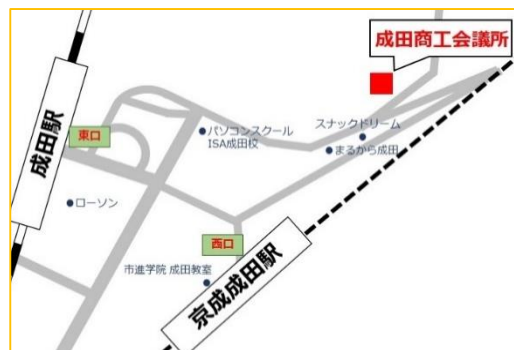 成田商工会議所
成田駅
東口
パソコンスクール
ISA成田校
スナックドリーム
まるから成田
ローソン
西口
市進学院 成田教室
京成成田駅